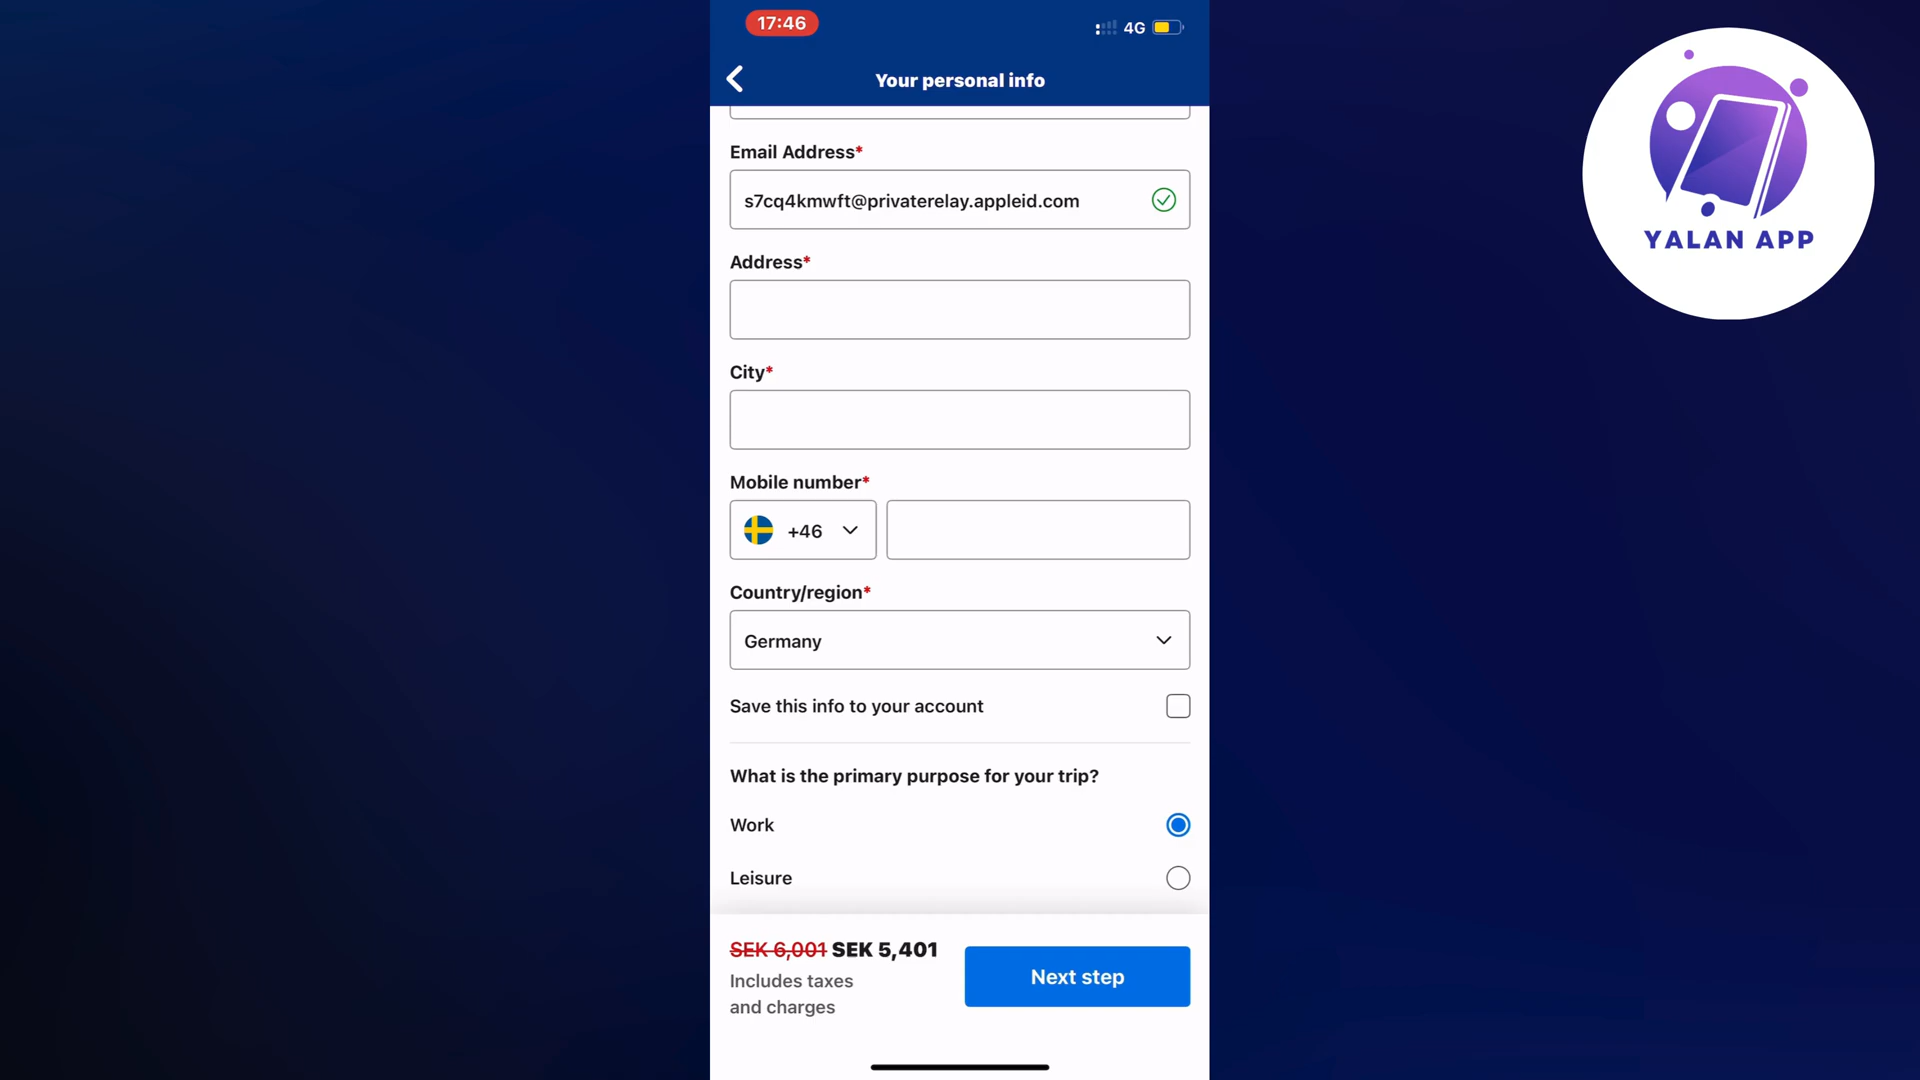 17:46
4G
Your personal info
Email Address*
s7cq4kmwft@privaterelay.appleid.com
Address*
City*
Mobile number*
+46
Country/region*
Germany
Save this info to your account
What is the primary purpose for your trip?
Work
Leisure
SEK 6,001 SEK 5,401
Includes taxes
and charges
Next step
YALAN APP